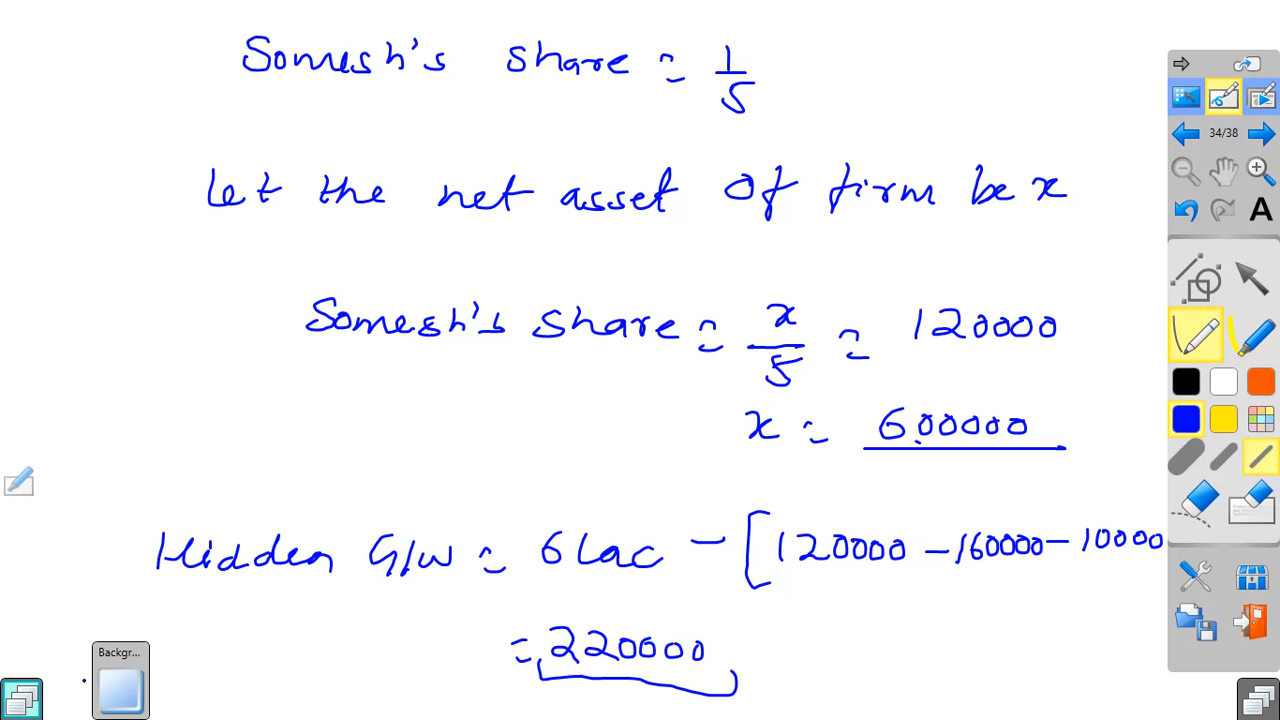 Somesh's share = 1/5
Let the net asset of firm be x
Somesh's share = x/5 = 120000
x = 600000
Hidden G/W = 6 Lac - [120000 - 160000 - 10000
= 220000
34/38
A
Backgr...